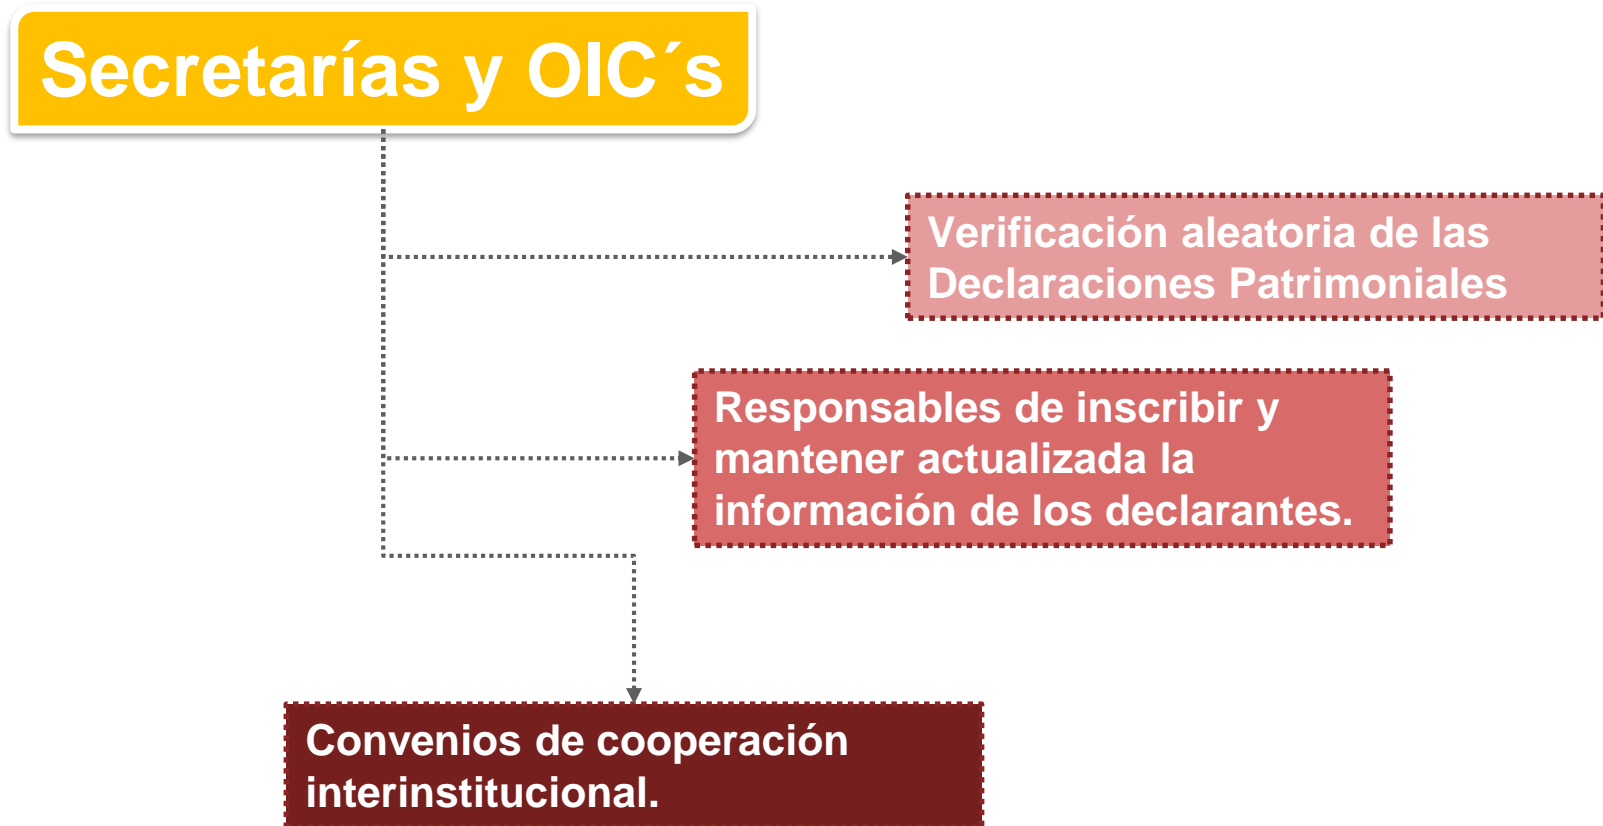 Secretarías y OIC´s
Verificación aleatoria de las
Declaraciones Patrimoniales
Responsables de inscribir y
mantener actualizada la
información de los declarantes.
Convenios de cooperación
interinstitucional.